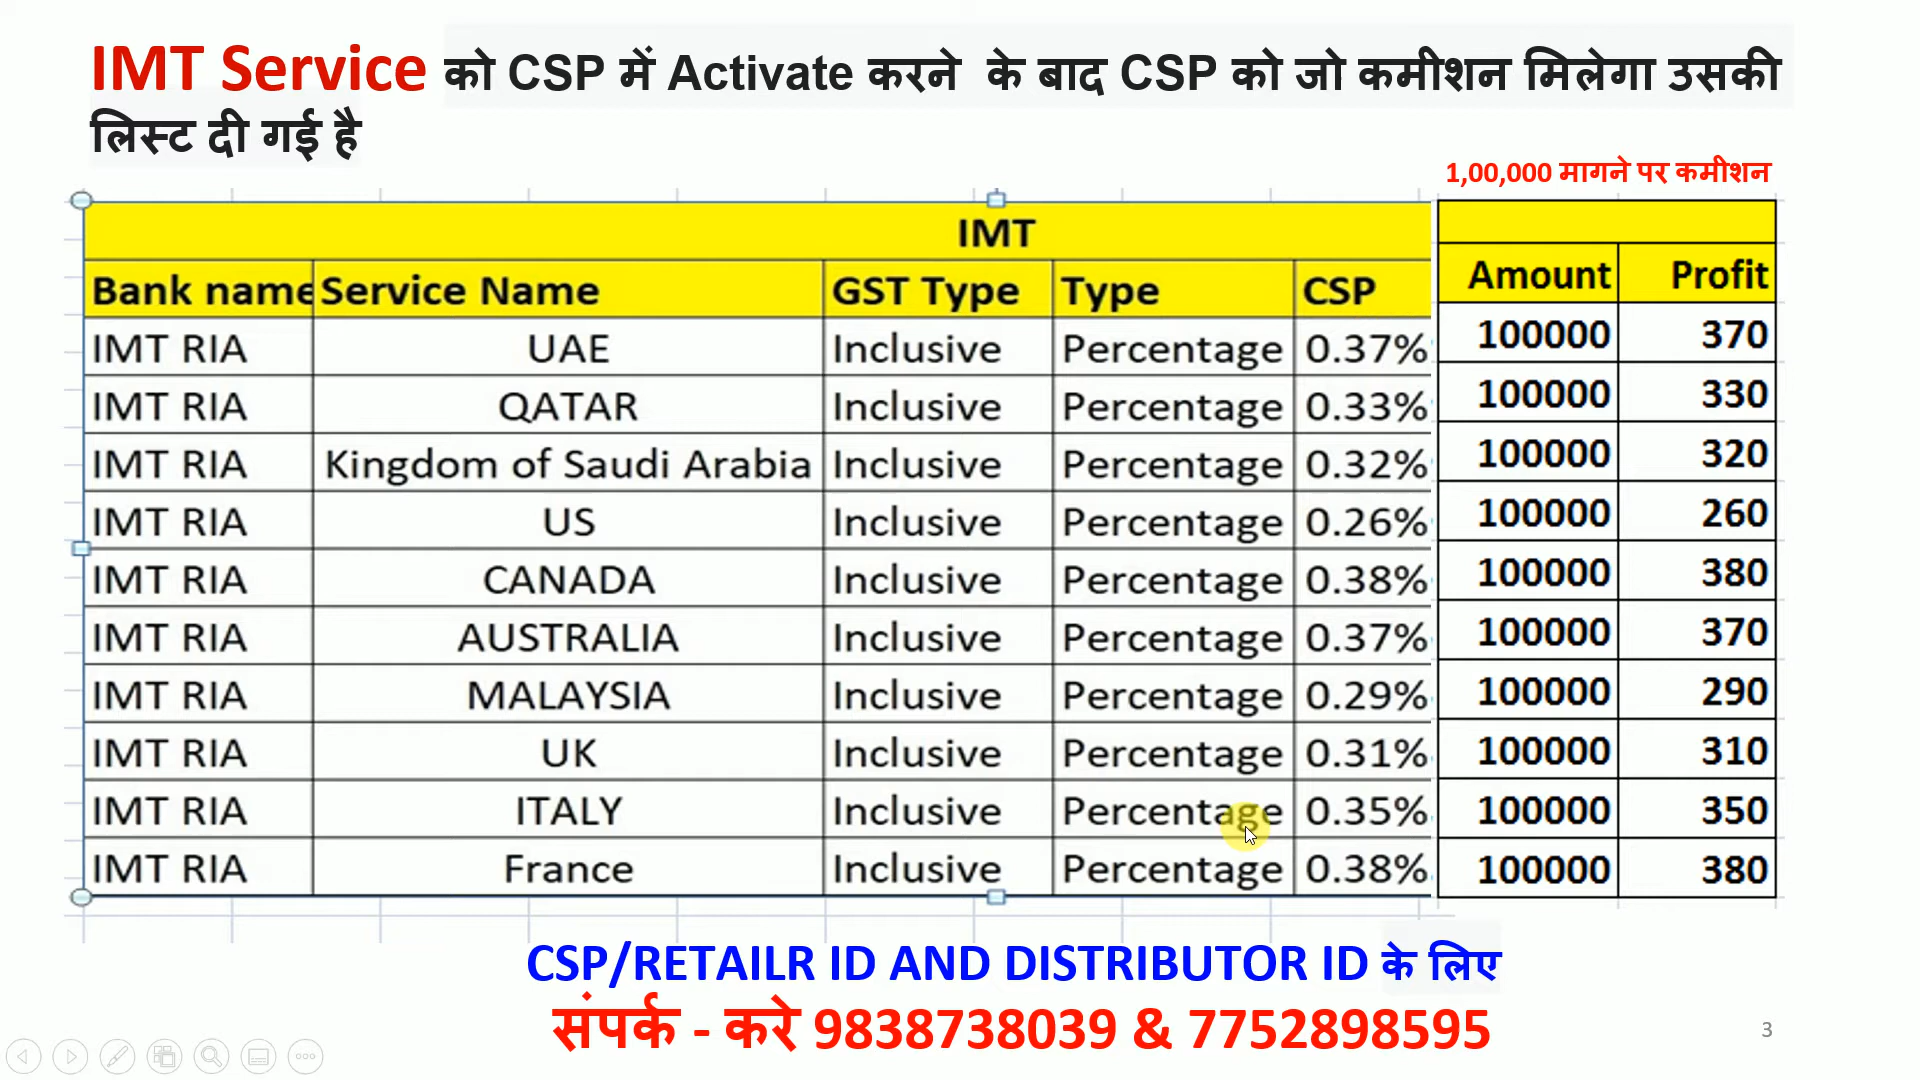 IMT Service को CSP में Activate करने के बाद CSP को जो कमीशन मिलेगा उसकी
लिस्ट दी गई है
1,00,000 मागने पर कमीशन
IMT
Bank name Service Name GST Type Type CSP Amount Profit
IMT RIA UAE Inclusive Percentage 0.37% 100000 370
IMT RIA QATAR Inclusive Percentage 0.33% 100000 330
IMT RIA Kingdom of Saudi Arabia Inclusive Percentage 0.32% 100000 320
IMT RIA US Inclusive Percentage 0.26% 100000 260
IMT RIA CANADA Inclusive Percentage 0.38% 100000 380
IMT RIA AUSTRALIA Inclusive Percentage 0.37% 100000 370
IMT RIA MALAYSIA Inclusive Percentage 0.29% 100000 290
IMT RIA UK Inclusive Percentage 0.31% 100000 310
IMT RIA ITALY Inclusive Percentage 0.35% 100000 350
IMT RIA France Inclusive Percentage 0.38% 100000 380
CSP/RETAILR ID AND DISTRIBUTOR ID के लिए
संपर्क - करे 9838738039 & 7752898595
3